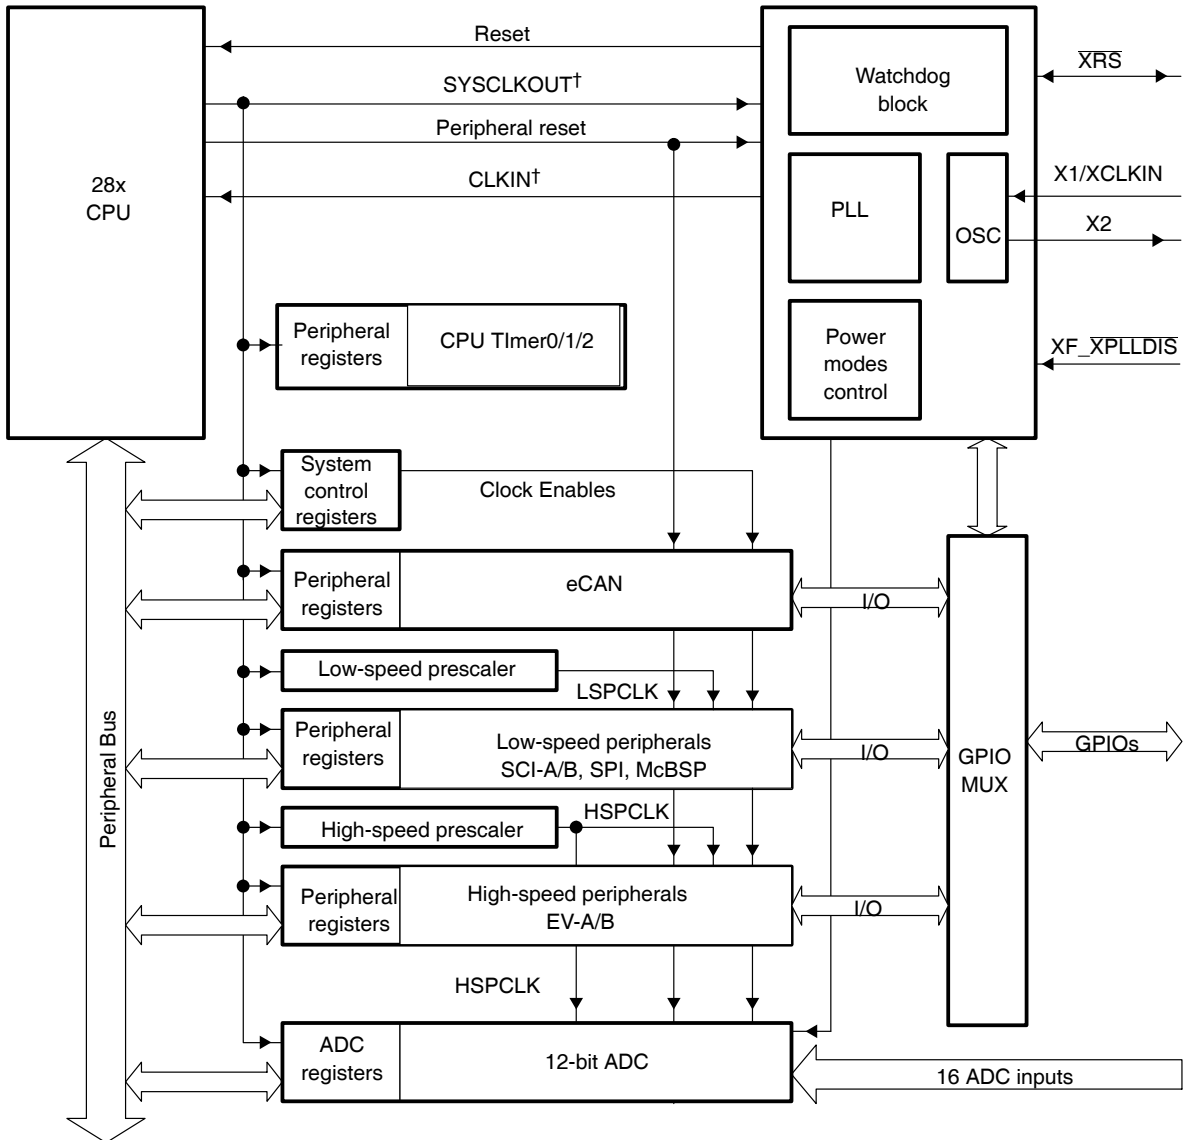 Reset
Watchdog
block
XRS
SYSCLKOUT†
Peripheral reset
28x
CPU
CLKIN†
PLL
OSC
X1/XCLKIN
X2
Peripheral
registers
CPU TImer0/1/2
Power
modes
control
XF_XPLLDIS
System
control
registers
Clock Enables
Peripheral
registers
eCAN
I/O
Low-speed prescaler
LSPCLK
Peripheral
registers
Low-speed peripherals
SCI-A/B, SPI, McBSP
I/O
GPIO
MUX
GPIOs
Peripheral Bus
High-speed prescaler
HSPCLK
Peripheral
registers
High-speed peripherals
EV-A/B
I/O
HSPCLK
ADC
registers
12-bit ADC
16 ADC inputs